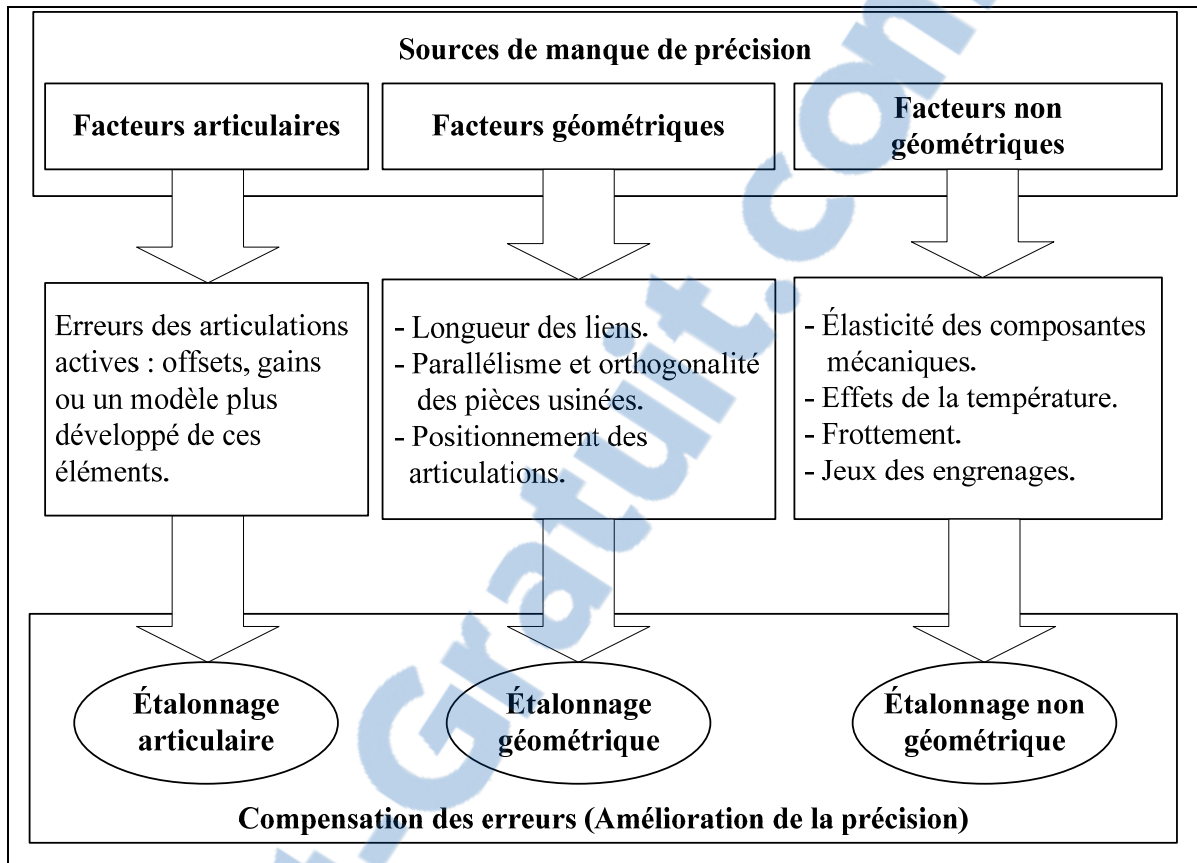 Sources de manque de précision
Facteurs articulaires
Facteurs géométriques
Facteurs non
géométriques
Erreurs des articulations
actives : offsets, gains
ou un modèle plus
développé de ces
éléments.
- Longueur des liens.
- Parallélisme et orthogonalité
des pièces usinées.
- Positionnement des
articulations.
- Élasticité des composantes
mécaniques.
- Effets de la température.
- Frottement.
- Jeux des engrenages.
Étalonnage
articulaire
Étalonnage
géométrique
Étalonnage non
géométrique
Compensation des erreurs (Amélioration de la précision)
-Gratuit.com